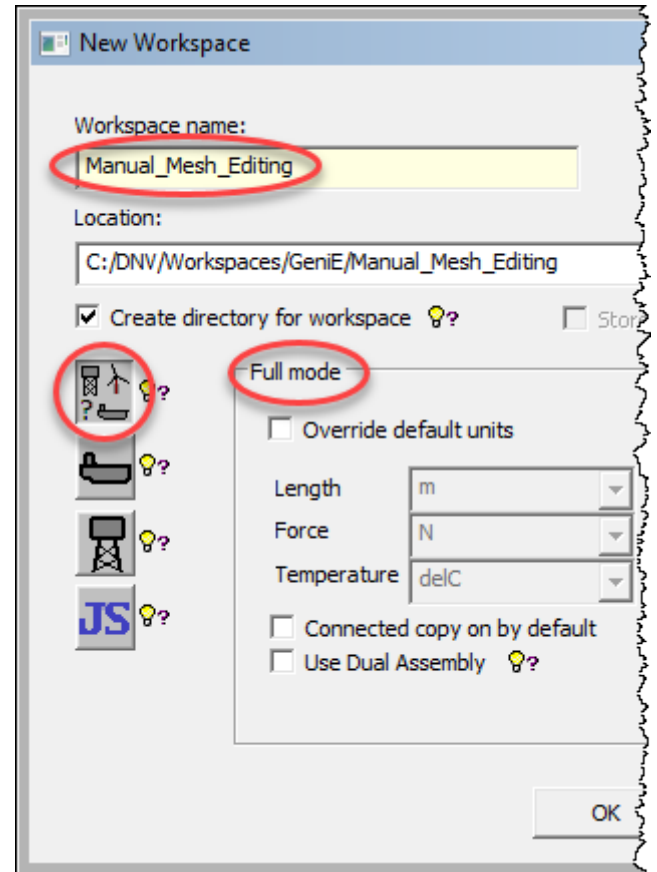 New Workspace
Workspace name:
Manual_Mesh_Editing
Location:
C:/DNV/Workspaces/GeniE/Manual_Mesh_Editing
Create directory for workspace
Store
Full mode
Override default units
Length m
Force N
Temperature delC
Connected copy on by default
Use Dual Assembly
JS
OK